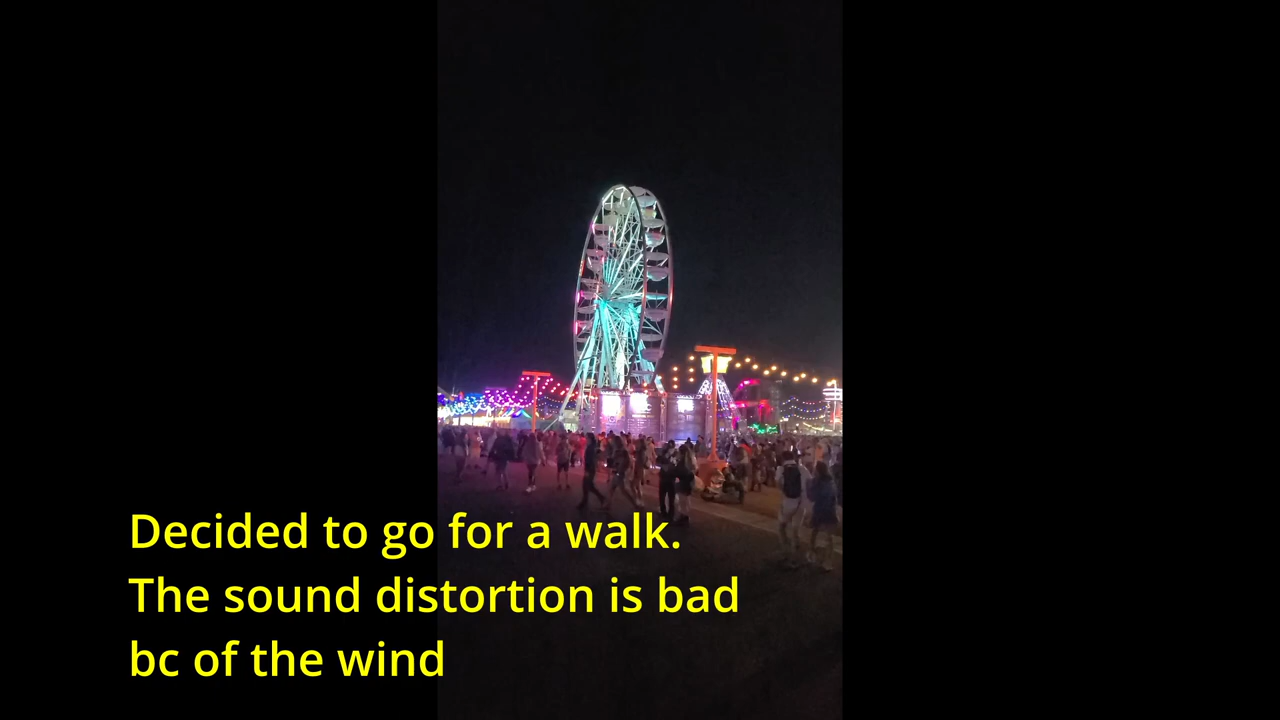 Decided to go for a walk.
The sound distortion is bad
bc of the wind